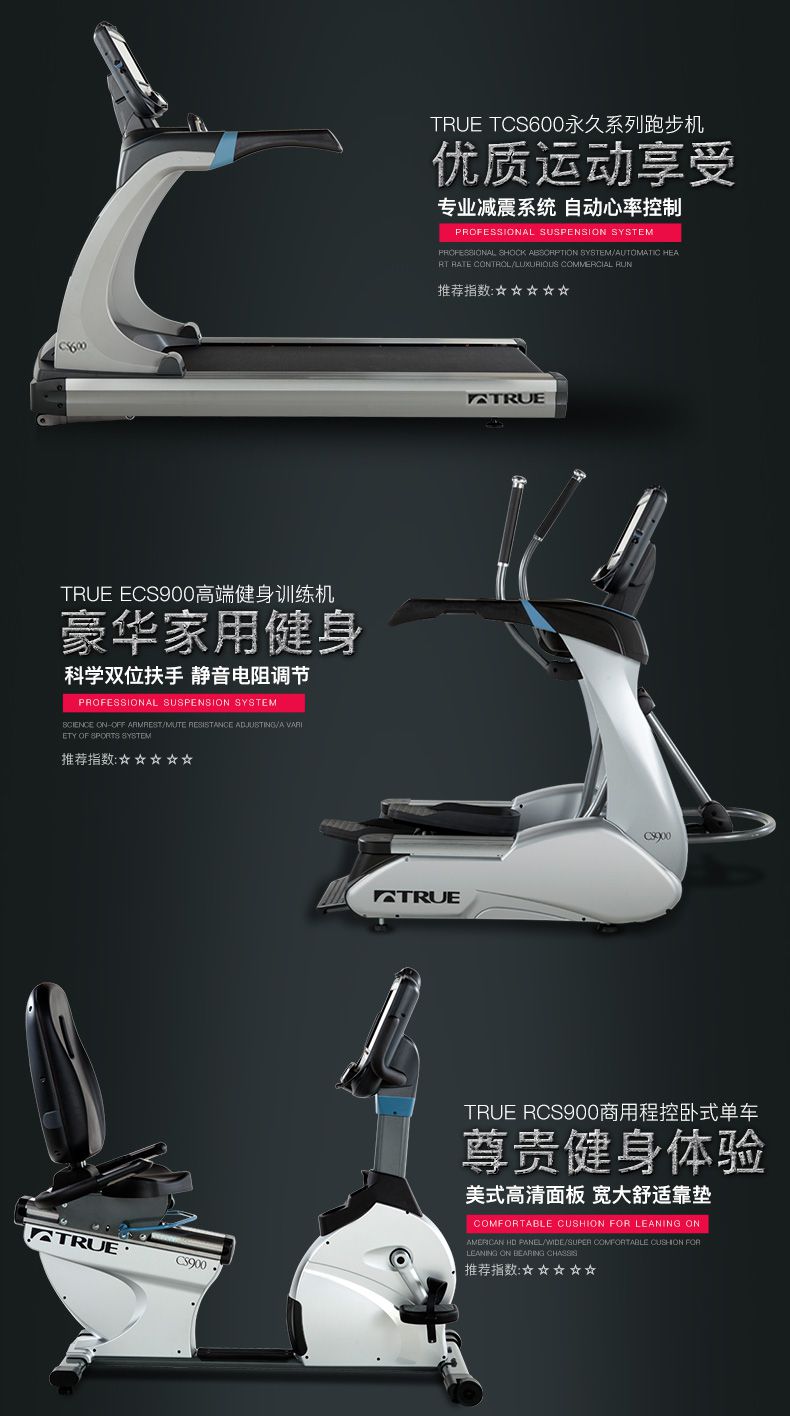 TRUE TCS600永久系列跑步机
优质运动享受
专业减震系统 自动心率控制
PROFESSIONAL SUSPENSION SYSTEM
PROFESSIONAL SHOCK ABSORPTION SYSTEM/AUTOMATIC HEA
RT RATE CONTROL/LUXURIOUS COMMERCIAL RUN
推荐指数:☆☆☆☆☆
CS600
TRUE
TRUE ECS900高端健身训练机
豪华家用健身
科学双位扶手 静音电阻调节
PROFESSIONAL SUSPENSION SYSTEM
SCIENCE ON-OFF ARMREST/MUTE RESISTANCE ADJUSTING/A VARI
ETY OF SPORTS SYSTEM
推荐指数:☆☆☆☆☆
CS900
TRUE
TRUE RCS900商用程控卧式单车
尊贵健身体验
美式高清面板 宽大舒适靠垫
COMFORTABLE CUSHION FOR LEANING ON
AMERICAN HD PANEL/WIDE/SUPER COMFORTABLE CUSHION FOR
LEANING ON BEARING CHASSIS
推荐指数:☆☆☆☆☆
TRUE
CS900